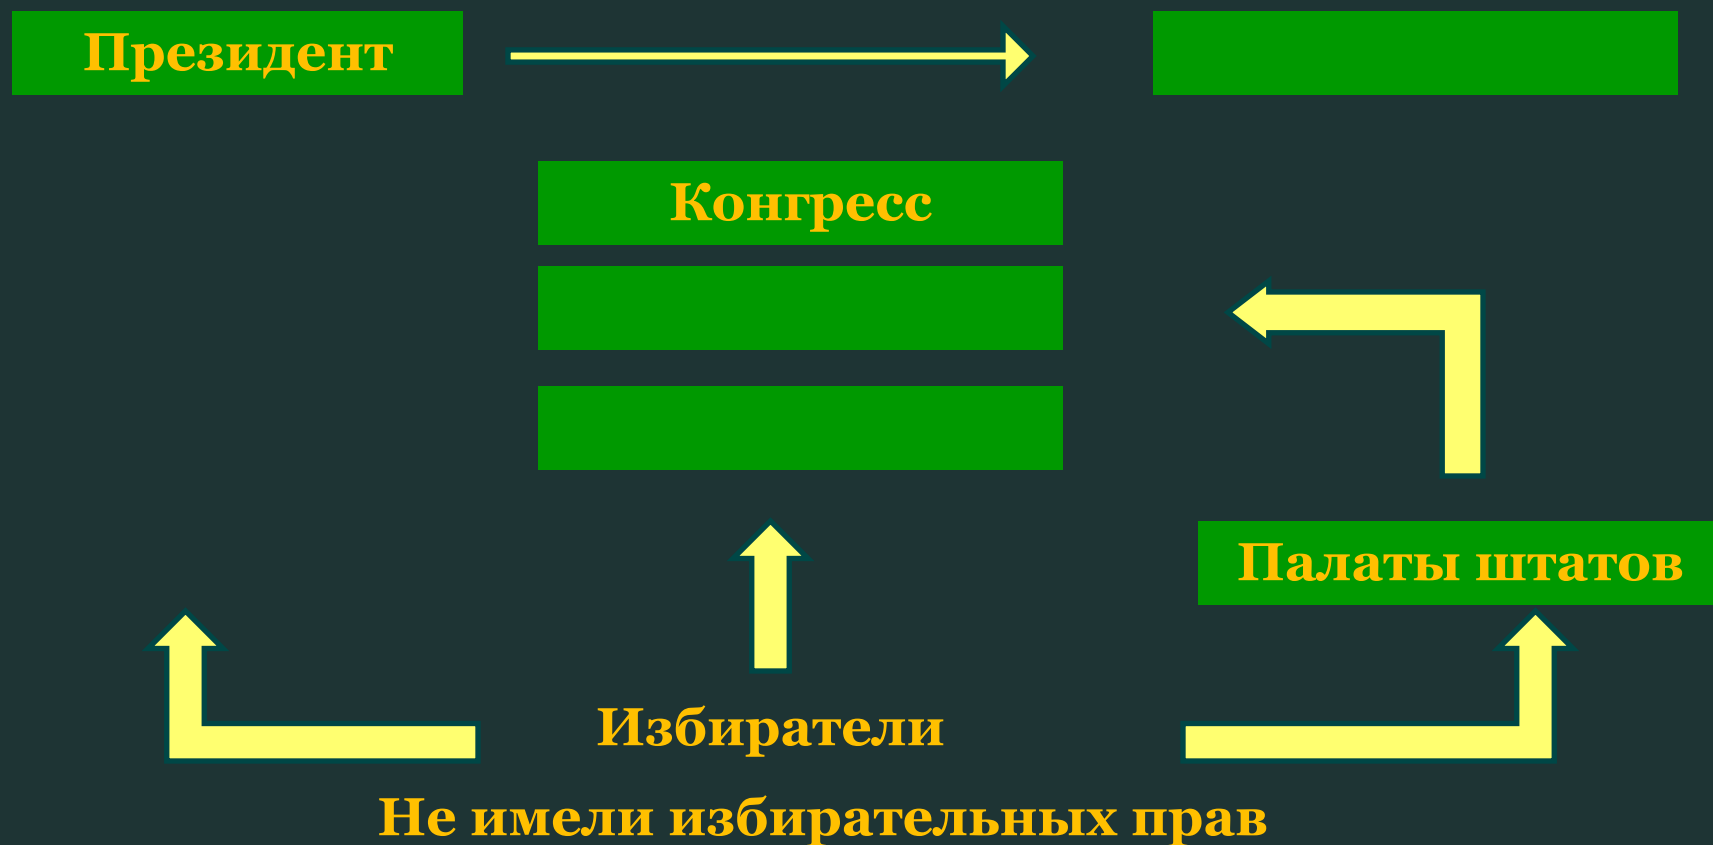 Президент
Конгресс
Палаты штатов
Избиратели
Не имели избирательных прав